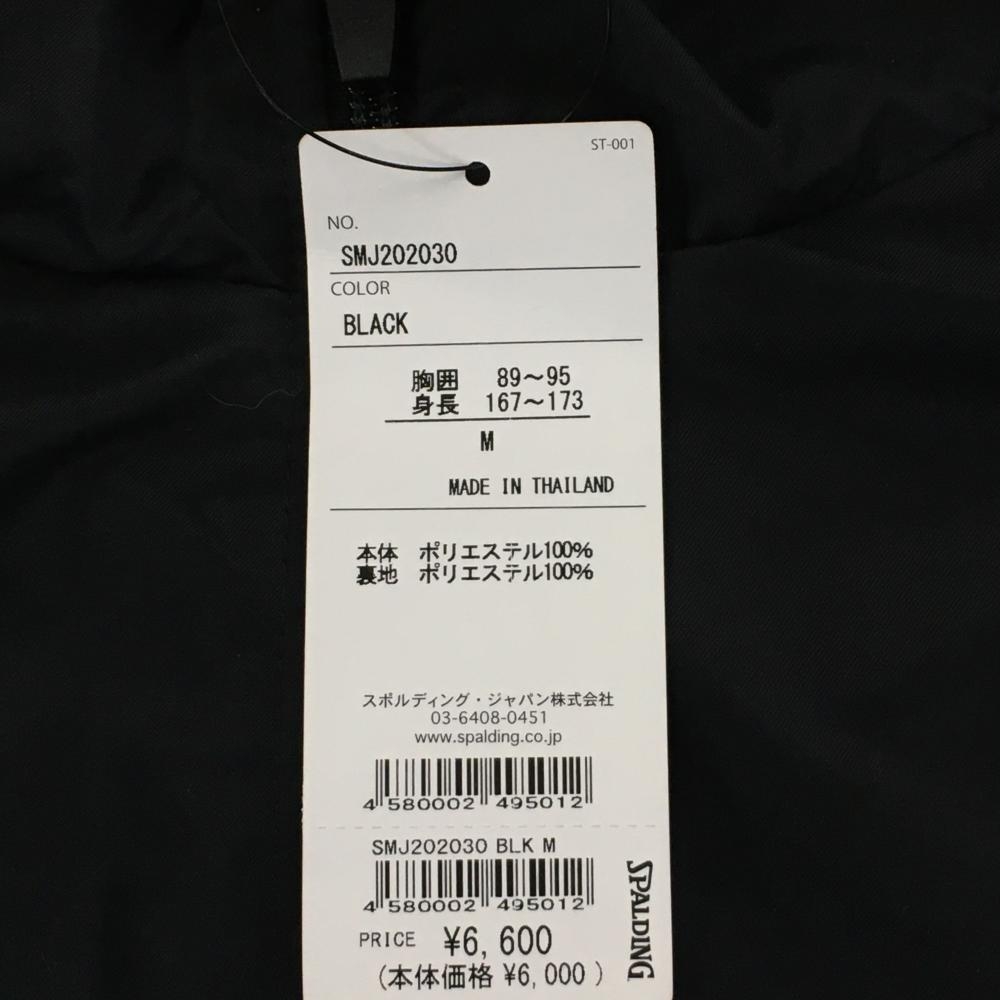 ST-001
NO.
SMJ202030
COLOR
BLACK
胸囲 89〜95
身長 167〜173
M
MADE IN THAILAND
本体 ポリエステル100%
裏地 ポリエステル100%
スポルディング・ジャパン株式会社
03-6408-0451
www.spalding.co.jp
4 580002 495012
SMJ202030 BLK M
4 580002 495012
PRICE ¥6,600
(本体価格 ¥6,000 )
SPALDING